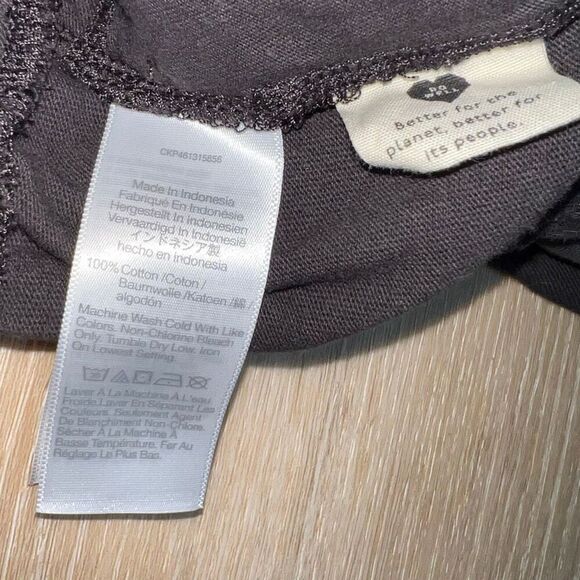 CKP461315856
Made In Indonesia
Fabriqué En Indonésie
Hergestellt In Indonesien
Vervaardigd In Indonesië
インドネシア製
hecho en indonesia
100% Cotton /Coton /
Baumwolle /Katoen /綿 /
algodón
Machine Wash Cold With Like
Colors. Non-Chlorine Bleach
Only. Tumble Dry Low. Iron
On Lowest Setting
Laver À La Machine À L'eau
Froide.Laver En Séparant Les
Couleurs. Seulement Agent
De Blanchiment Non-Chlore.
Sécher À La Machine À
Basse Température. Fer Au
Réglage Le Plus Bas.
DO
WELL
Better for the
planet, better for
its people.